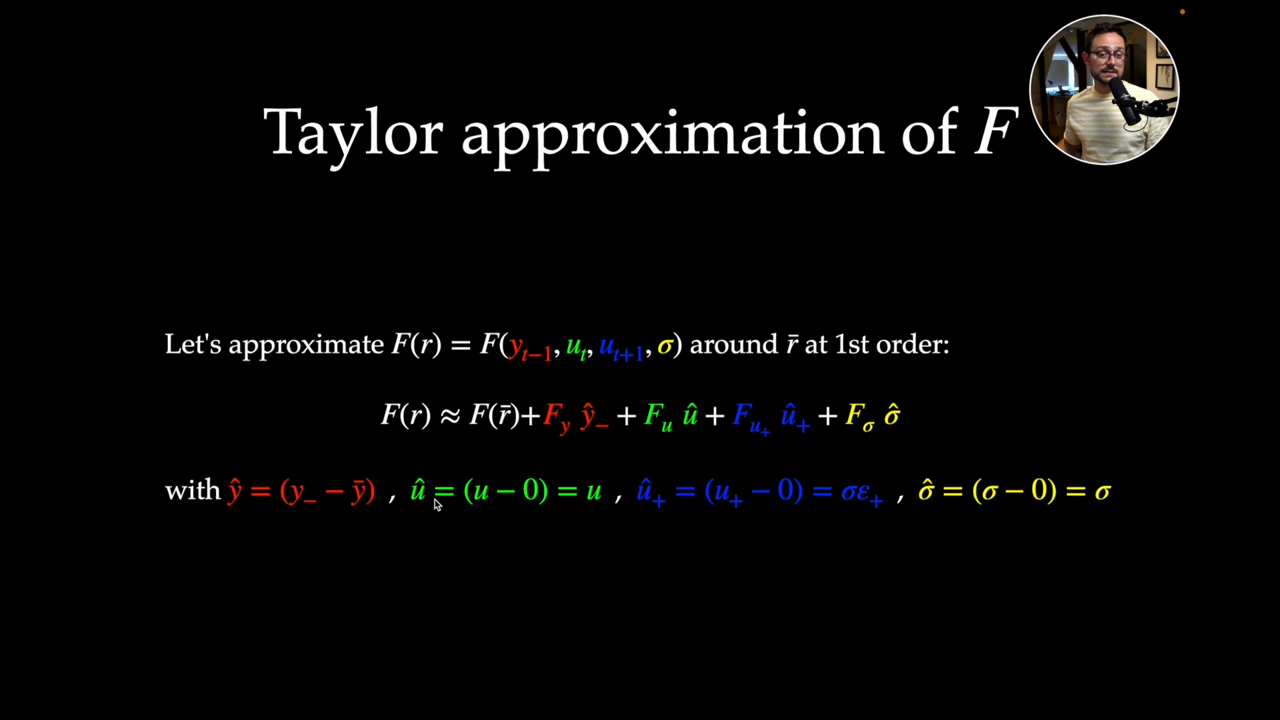 Taylor approximation of F
Let's approximate F(r) = F(y_{t−1}, u_t, u_{t+1}, σ) around r̄ at 1st order:
F(r) ≈ F(r̄)+F_y ŷ_− + F_u û + F_{u_+} û_+ + F_σ σ̂
with ŷ = (y_− − ȳ) , û = (u − 0) = u , û_+ = (u_+ − 0) = σε_+ , σ̂ = (σ − 0) = σ